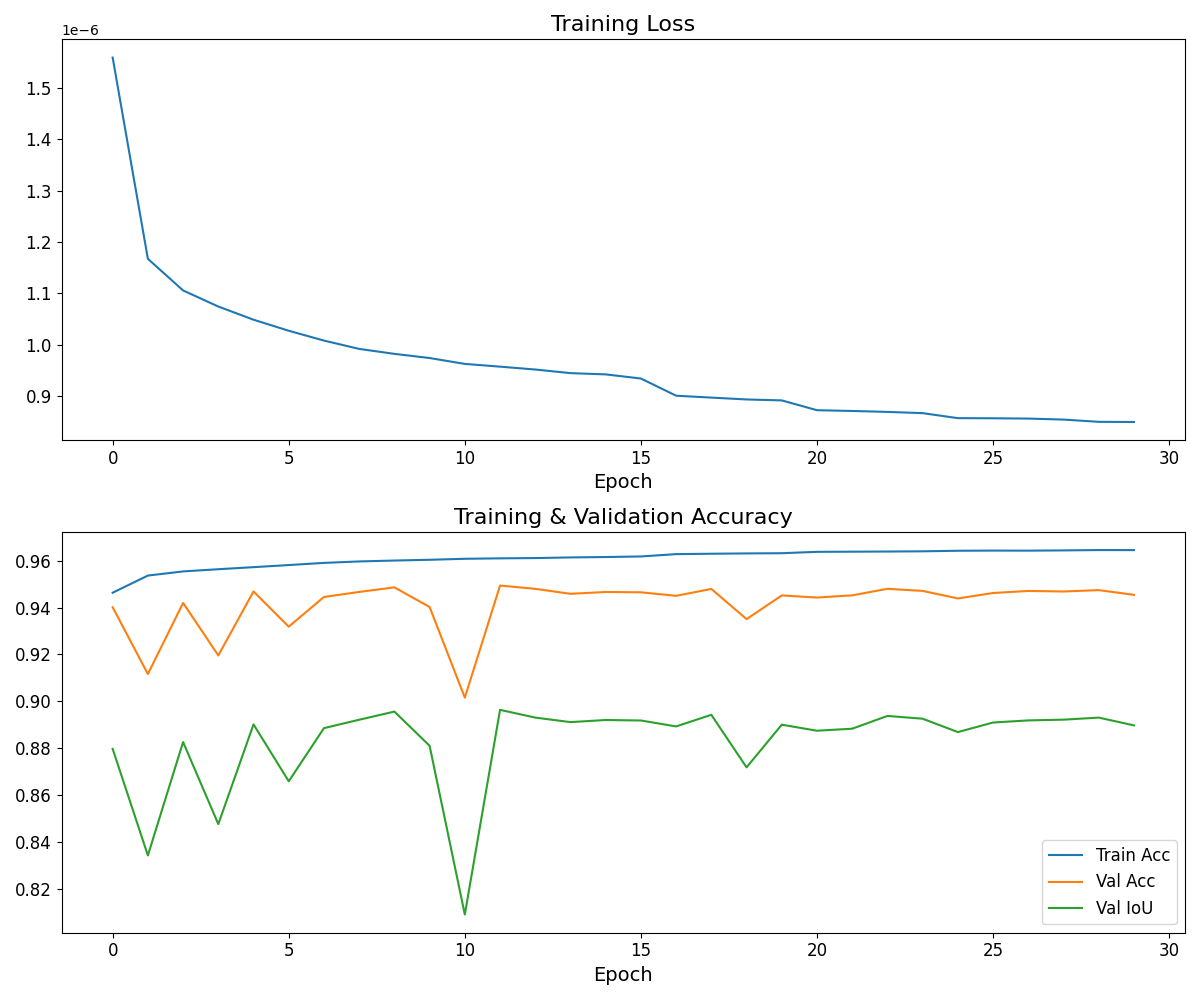 Training Loss
1e−6
1.5
1.4
1.3
1.2
1.1
1.0
0.9
0 5 10 15 20 25 30
Epoch
Training & Validation Accuracy
0.96
0.94
0.92
0.90
0.88
0.86
0.84
0.82
Train Acc
Val Acc
Val IoU
0 5 10 15 20 25 30
Epoch